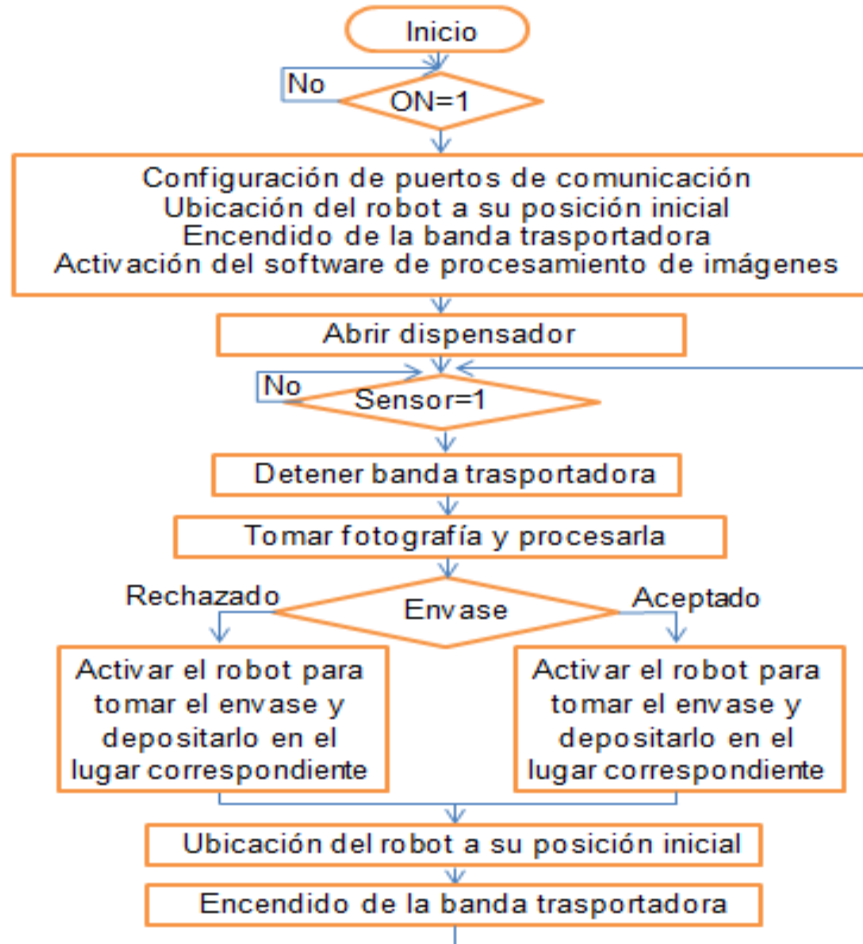 Inicio
No
ON=1
Configuración de puertos de comunicación
Ubicación del robot a su posición inicial
Encendido de la banda trasportadora
Activación del software de procesamiento de imágenes
Abrir dispensador
No
Sensor=1
Detener banda trasportadora
Tomar fotografía y procesarla
Rechazado
Envase
Aceptado
Activar el robot para
tomar el envase y
depositarlo en el
lugar correspondiente
Activar el robot para
tomar el envase y
depositarlo en el
lugar correspondiente
Ubicación del robot a su posición inicial
Encendido de la banda trasportadora